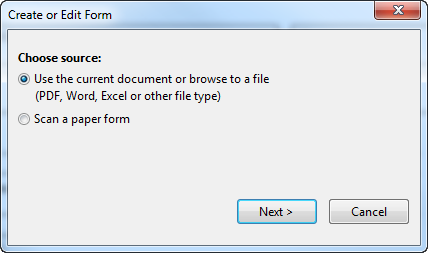 Create or Edit Form
Choose source:
Use the current document or browse to a file
(PDF, Word, Excel or other file type)
Scan a paper form
Next >
Cancel